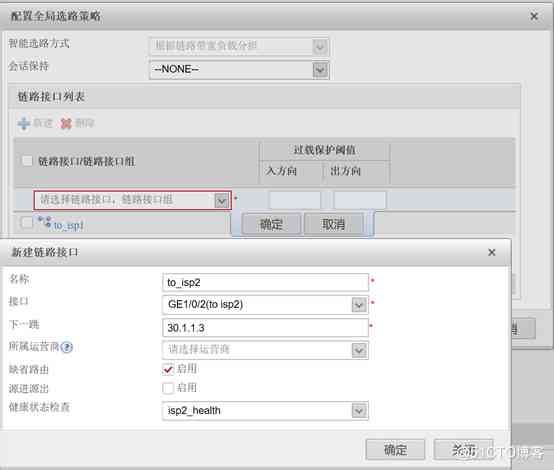 配置全局选路策略
智能选路方式 根据链路带宽负载分担
会话保持 --NONE--
链路接口列表
新建 删除
链路接口/链路接口组 过载保护阈值
入方向 出方向
请选择链路接口，链路接口组 *
确定 取消
to_isp1
新建链路接口
名称 to_isp2 *
接口 GE1/0/2(to isp2) *
下一跳 30.1.1.3 *
所属运营商 ? 请选择运营商
缺省路由 启用
源进源出 启用
健康状态检查 isp2_health
确定 关闭
消
@51CTO博客